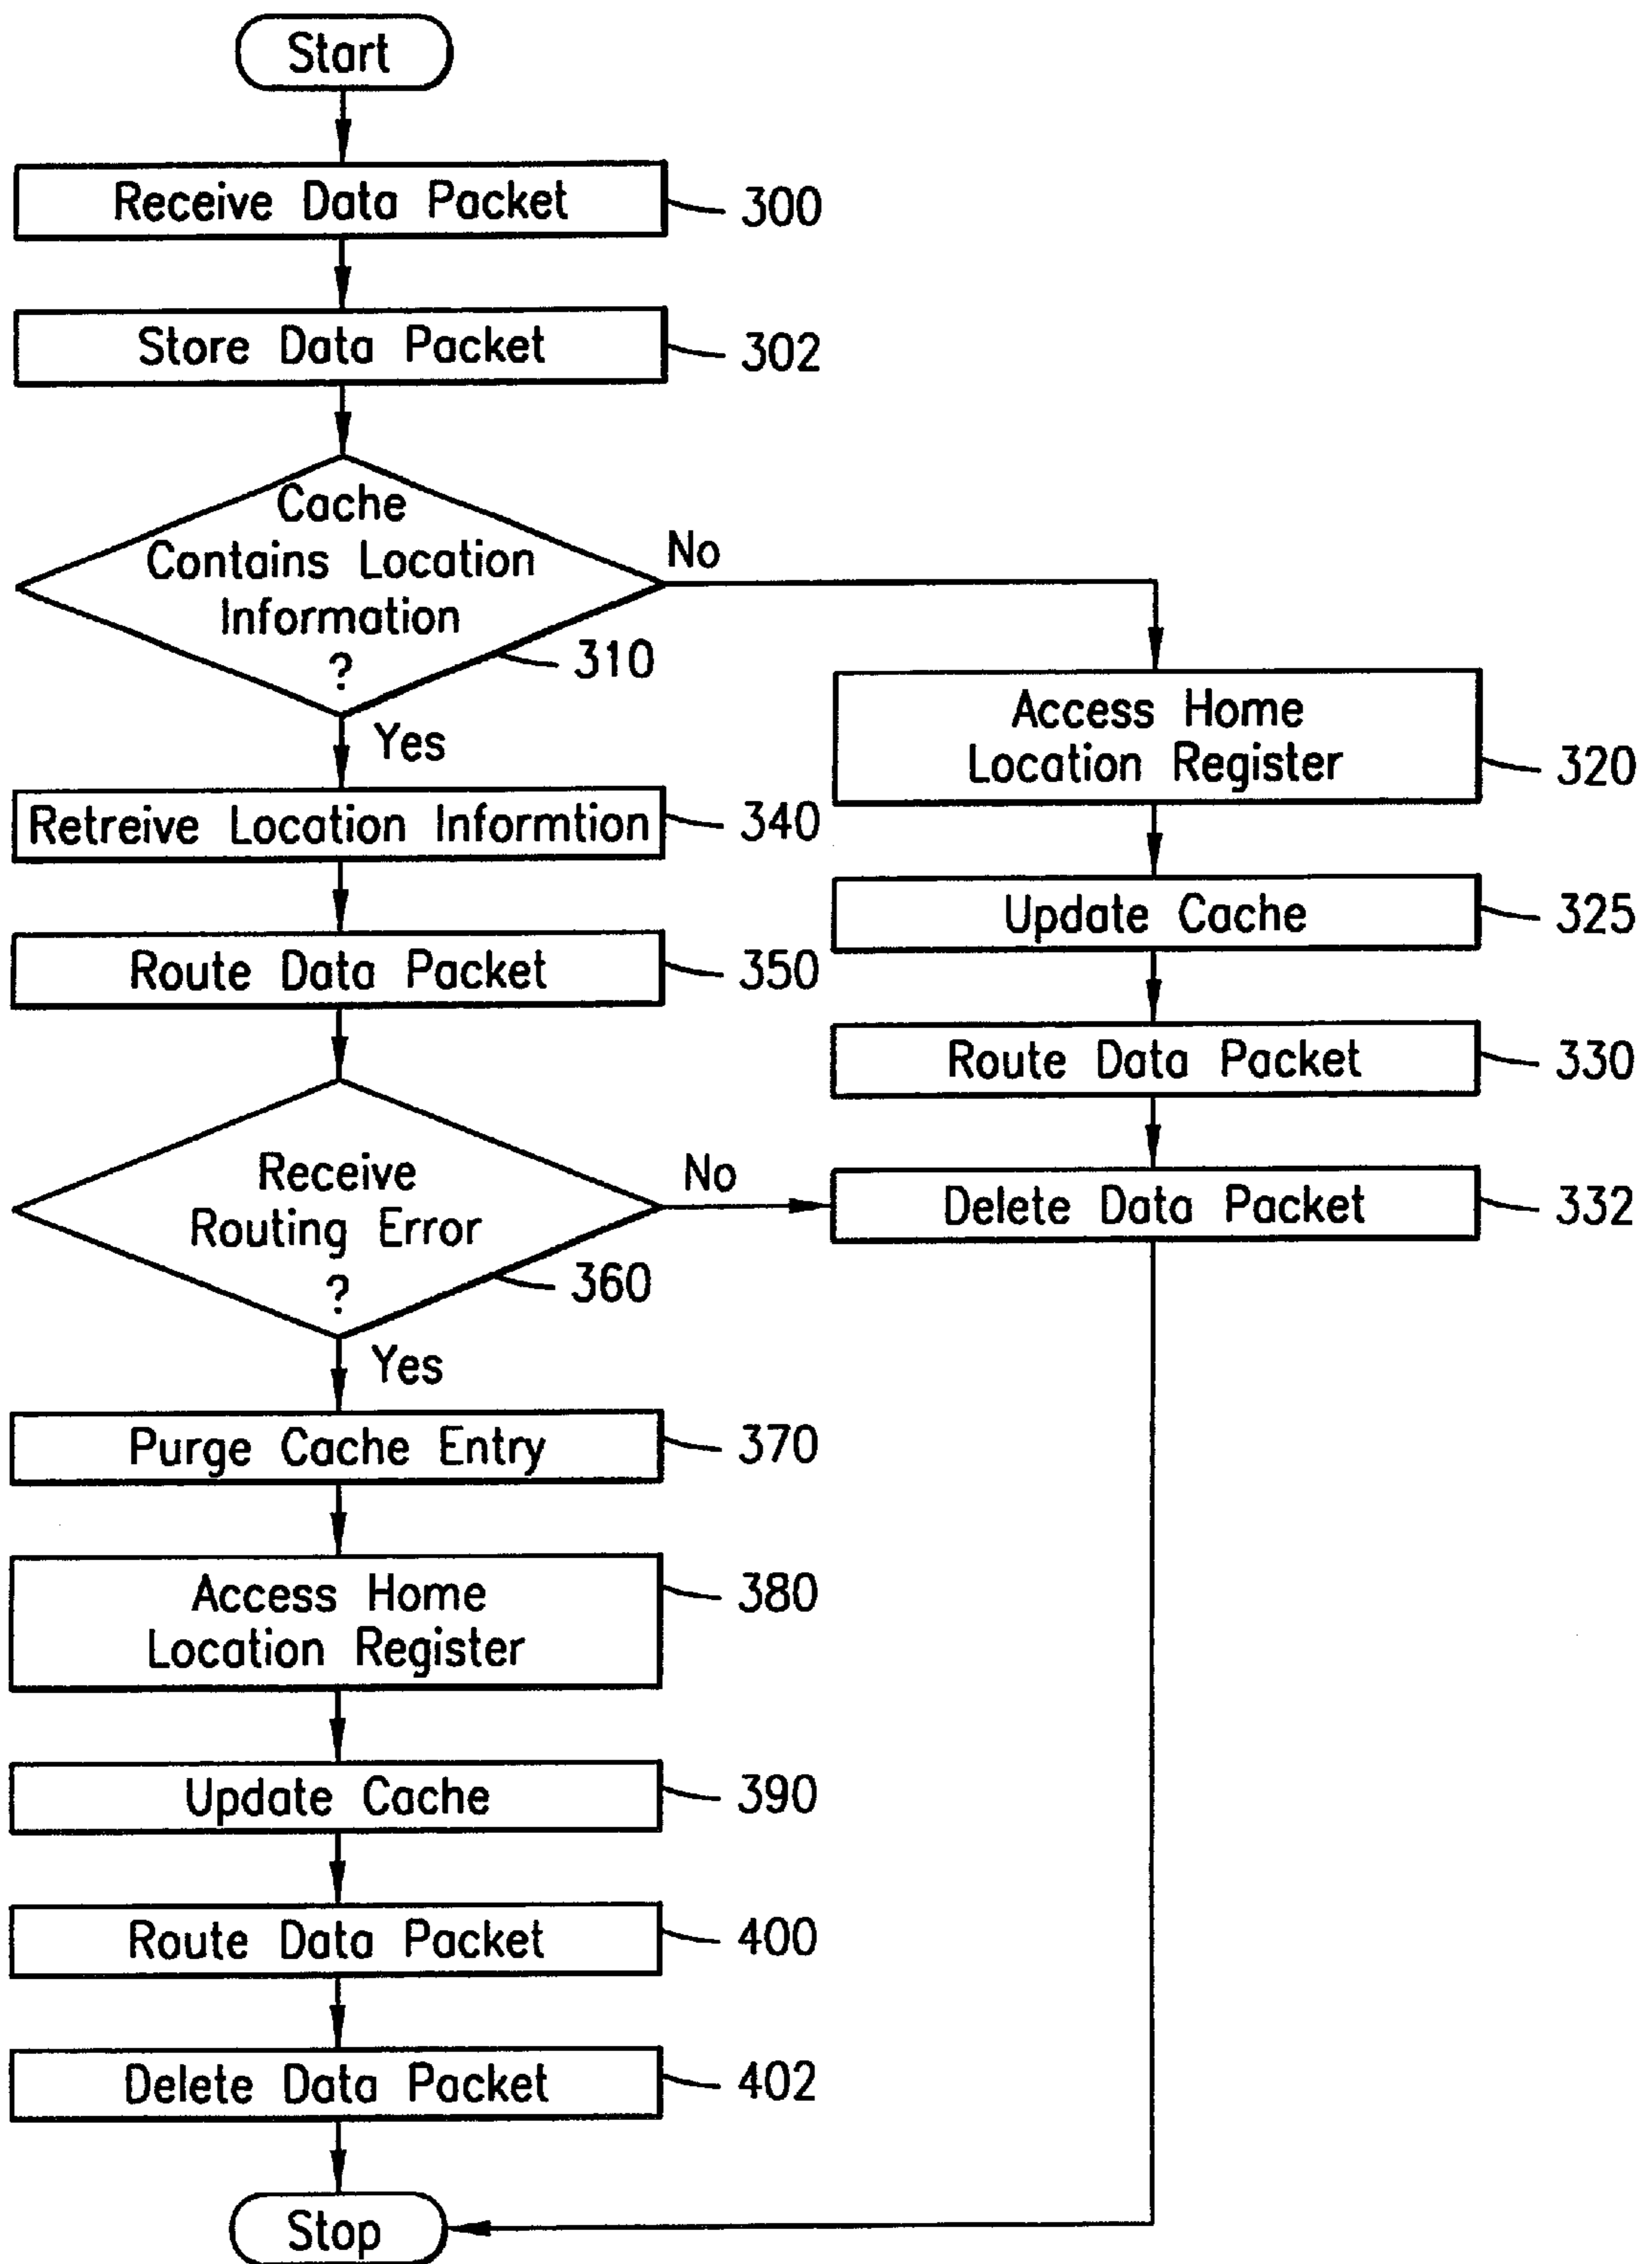 Start
Receive Data Packet
300
Store Data Packet
302
Cache
Contains Location
Information
?
310
No
Yes
Access Home
Location Register
320
Retreive Location Informtion
340
Update Cache
325
Route Data Packet
350
Route Data Packet
330
Receive
Routing Error
?
360
No
Delete Data Packet
332
Yes
Purge Cache Entry
370
Access Home
Location Register
380
Update Cache
390
Route Data Packet
400
Delete Data Packet
402
Stop